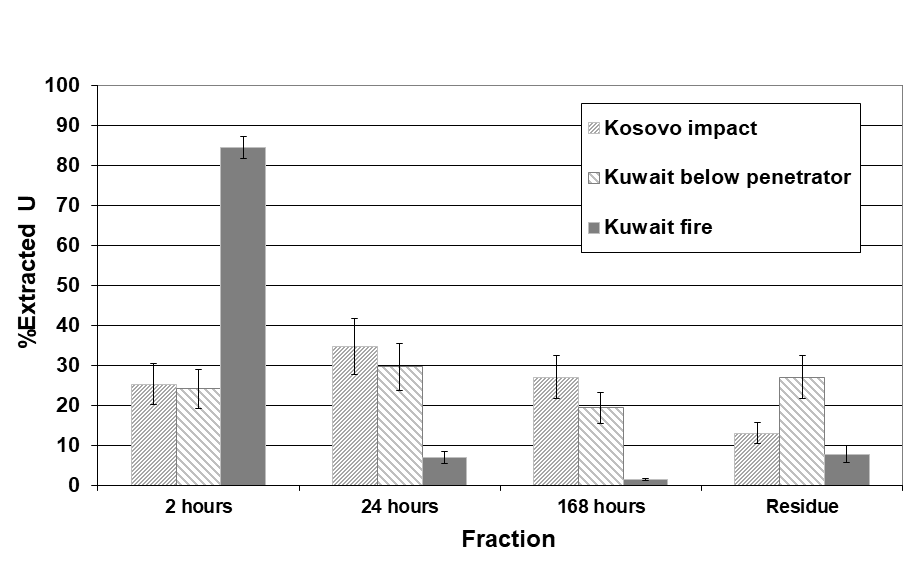 100
90
80
70
60
50
40
30
20
10
0
%Extracted U
Kosovo impact
Kuwait below penetrator
Kuwait fire
2 hours
24 hours
168 hours
Residue
Fraction